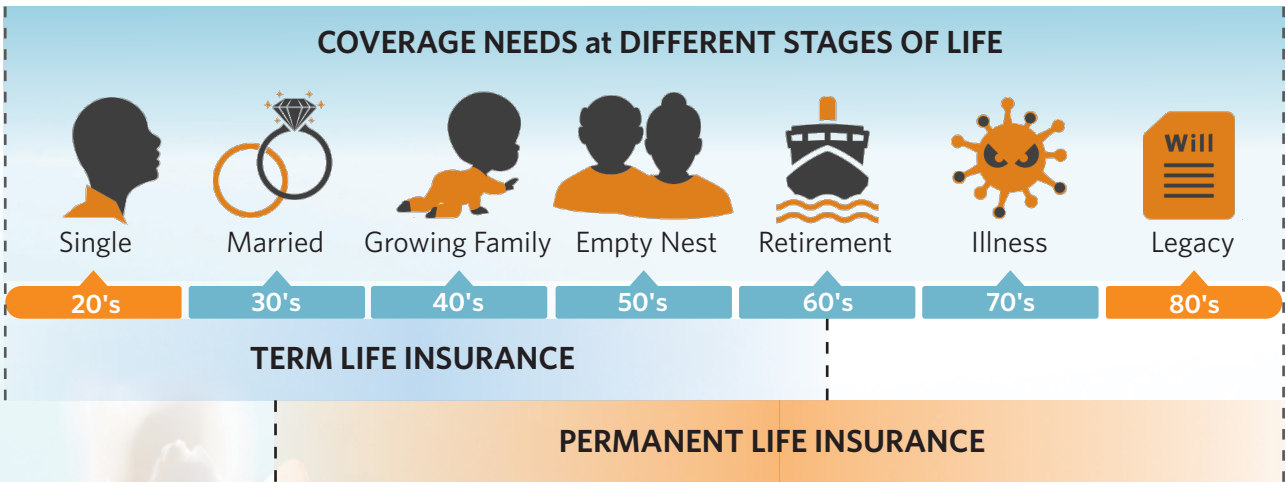 COVERAGE NEEDS at DIFFERENT STAGES OF LIFE
Will
Single Married Growing Family Empty Nest Retirement Illness Legacy
20's 30's 40's 50's 60's 70's 80's
TERM LIFE INSURANCE
PERMANENT LIFE INSURANCE